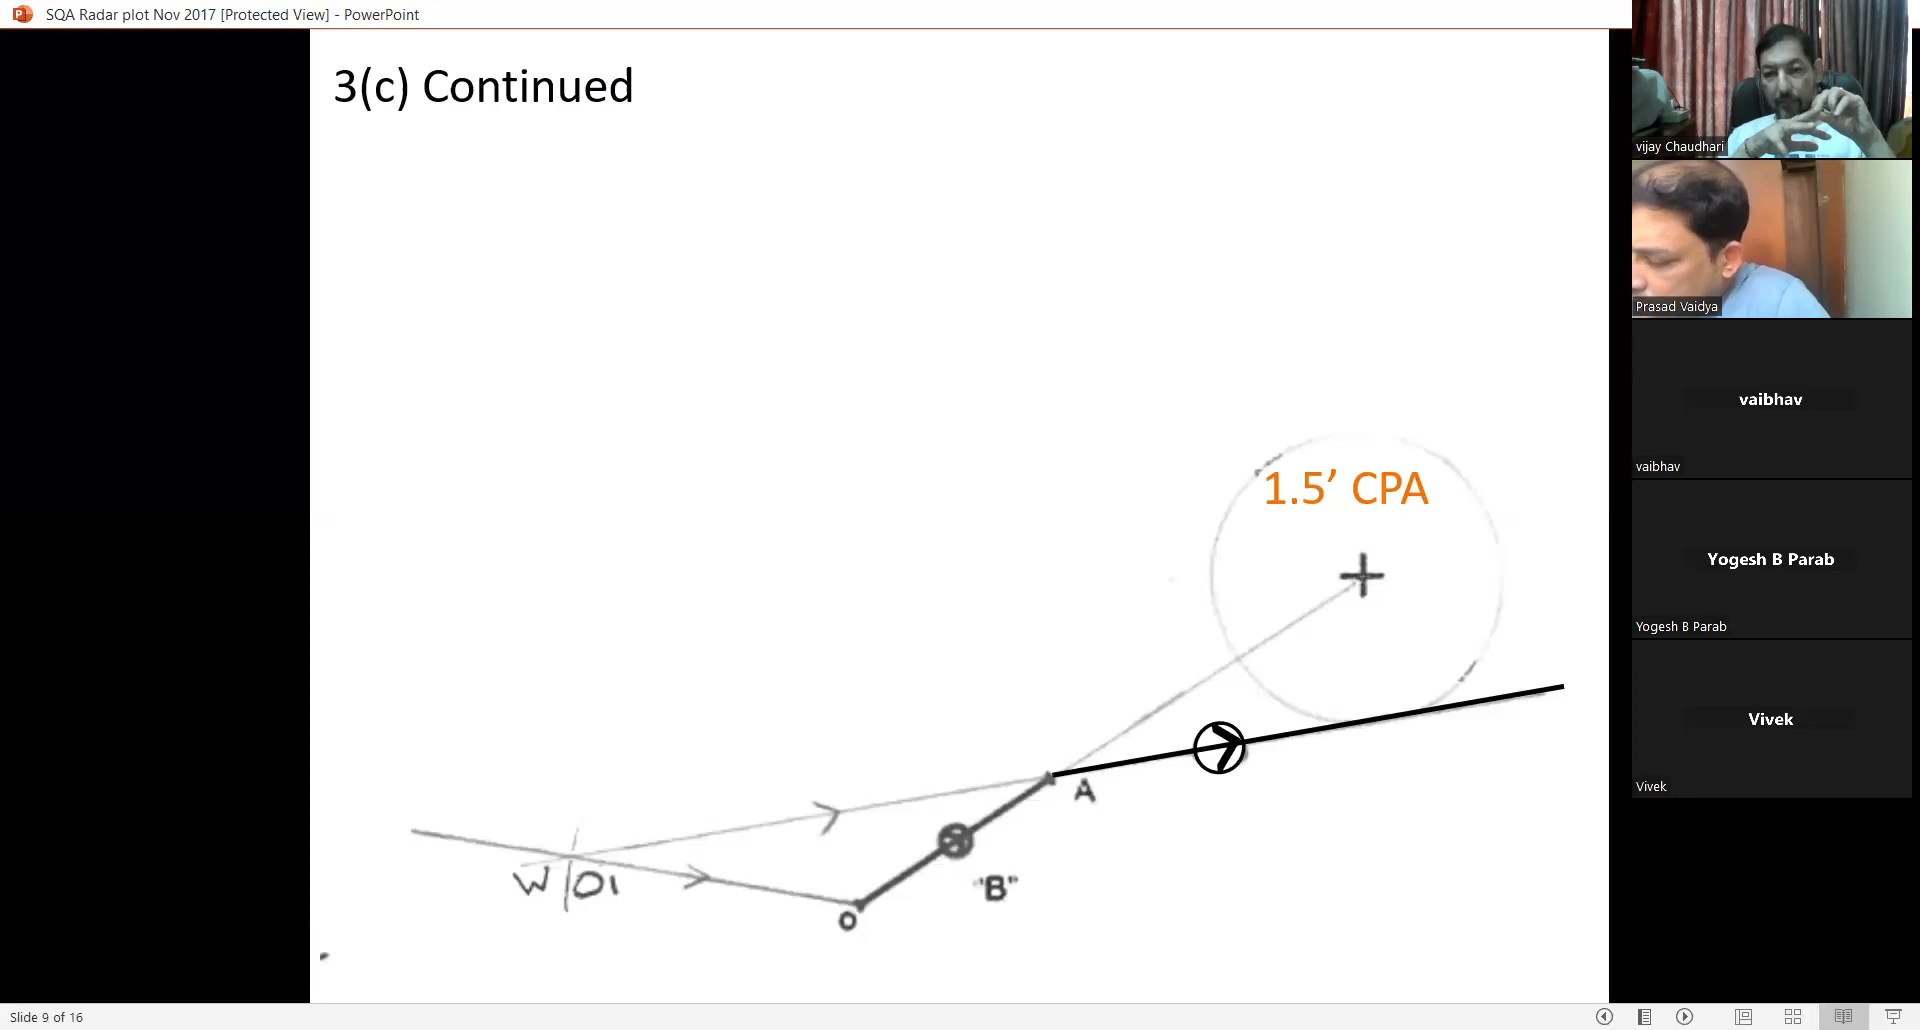 SQA Radar plot Nov 2017 [Protected View] - PowerPoint
3(c) Continued
1.5’ CPA
A
W/O1
"B"
O
Slide 9 of 16
vijay Chaudhari
Prasad Vaidya
vaibhav
vaibhav
Yogesh B Parab
Yogesh B Parab
Vivek
Vivek